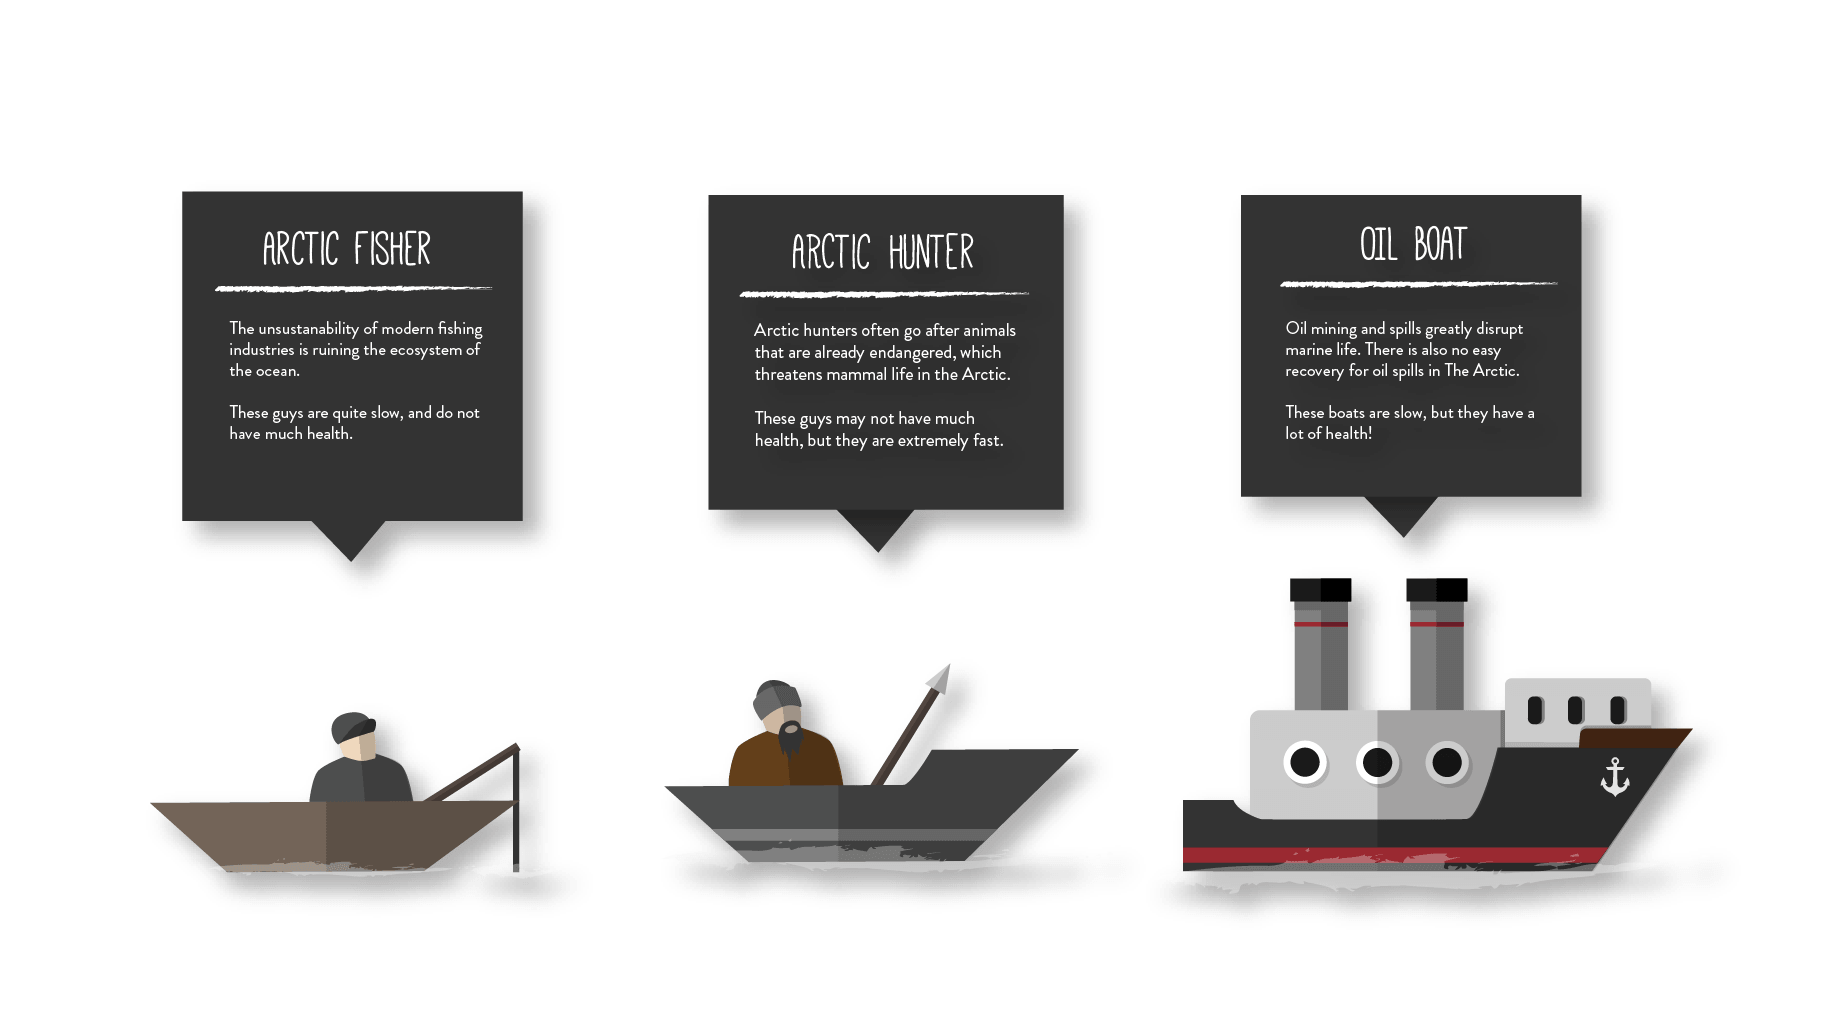 ARCTIC FISHER
The unsustanability of modern fishing
industries is ruining the ecosystem of
the ocean.
These guys are quite slow, and do not
have much health.
ARCTIC HUNTER
Arctic hunters often go after animals
that are already endangered, which
threatens mammal life in the Arctic.
These guys may not have much
health, but they are extremely fast.
OIL BOAT
Oil mining and spills greatly disrupt
marine life. There is also no easy
recovery for oil spills in The Arctic.
These boats are slow, but they have a
lot of health!